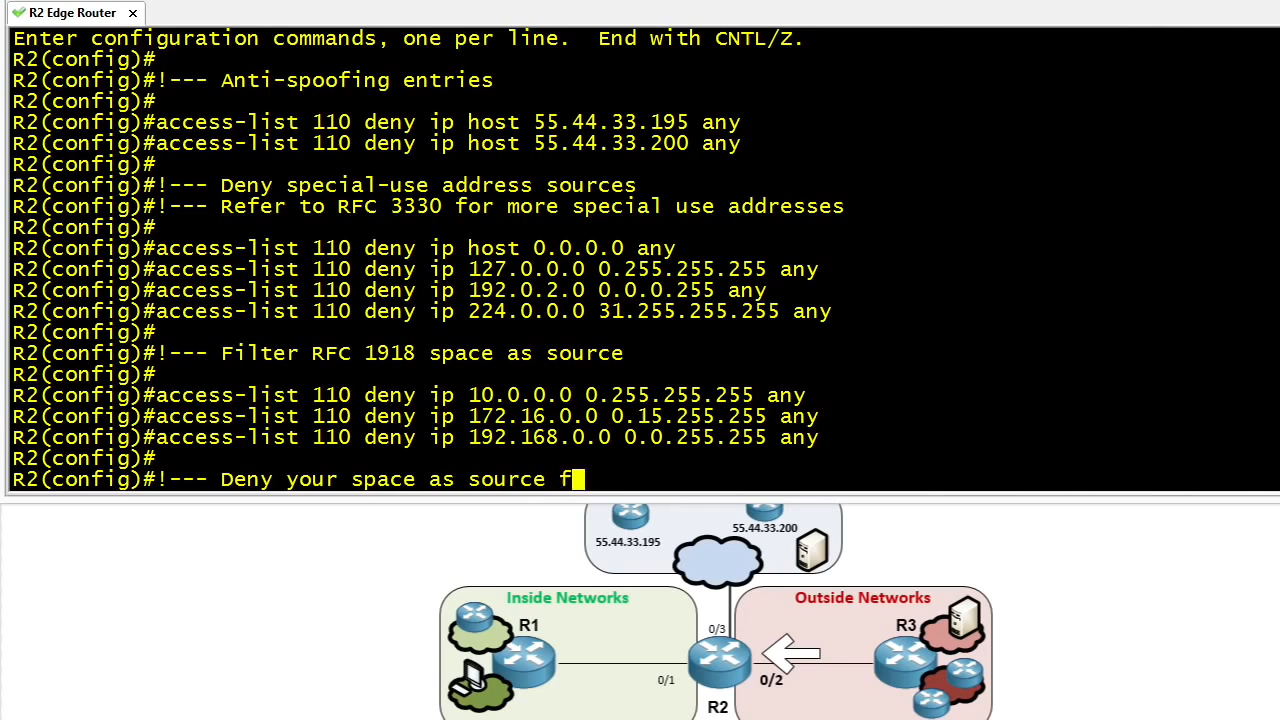 R2 Edge Router
Enter configuration commands, one per line.  End with CNTL/Z.
R2(config)#
R2(config)#!--- Anti-spoofing entries
R2(config)#
R2(config)#access-list 110 deny ip host 55.44.33.195 any
R2(config)#access-list 110 deny ip host 55.44.33.200 any
R2(config)#
R2(config)#!--- Deny special-use address sources
R2(config)#!--- Refer to RFC 3330 for more special use addresses
R2(config)#
R2(config)#access-list 110 deny ip host 0.0.0.0 any
R2(config)#access-list 110 deny ip 127.0.0.0 0.255.255.255 any
R2(config)#access-list 110 deny ip 192.0.2.0 0.0.0.255 any
R2(config)#access-list 110 deny ip 224.0.0.0 31.255.255.255 any
R2(config)#
R2(config)#!--- Filter RFC 1918 space as source
R2(config)#
R2(config)#access-list 110 deny ip 10.0.0.0 0.255.255.255 any
R2(config)#access-list 110 deny ip 172.16.0.0 0.15.255.255 any
R2(config)#access-list 110 deny ip 192.168.0.0 0.0.255.255 any
R2(config)#
R2(config)#!--- Deny your space as source f
55.44.33.195
55.44.33.200
Inside Networks
Outside Networks
R1
0/3
R3
0/1
0/2
R2